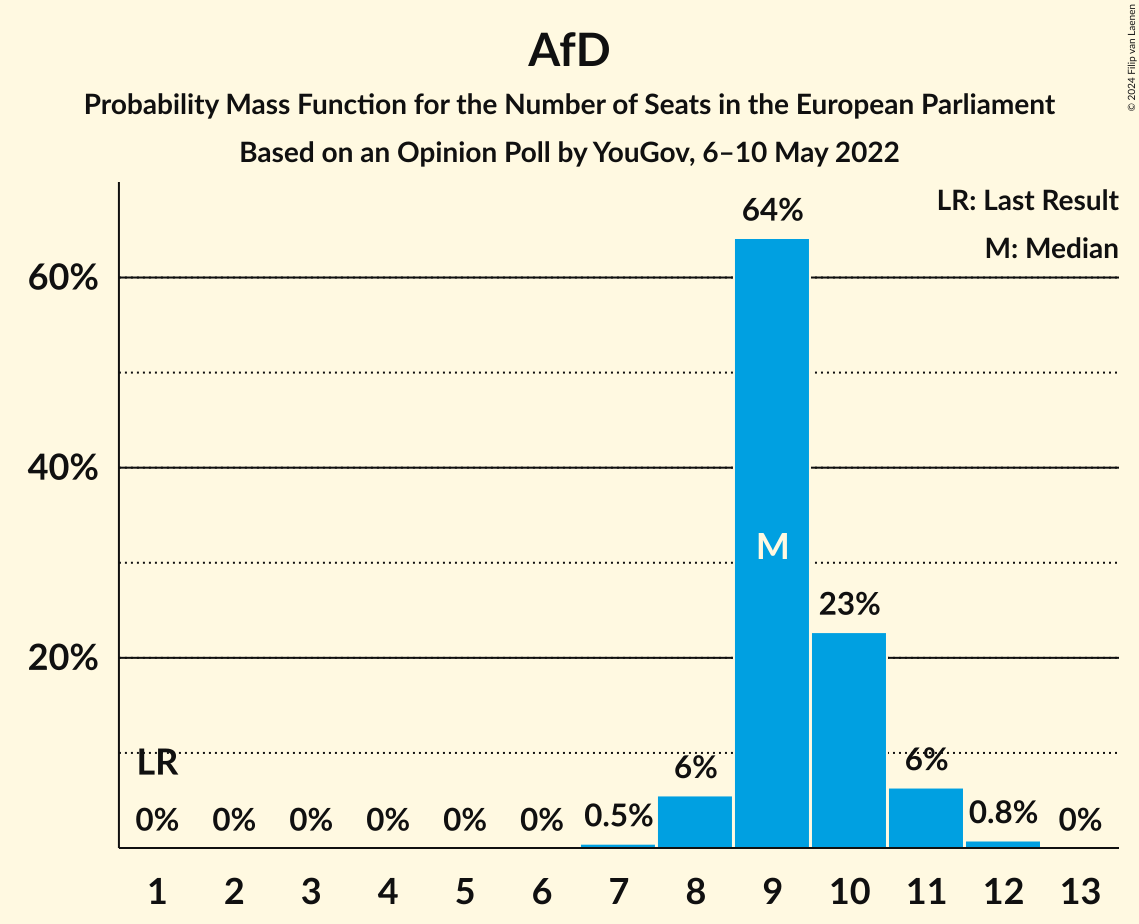 AfD
Probability Mass Function for the Number of Seats in the European Parliament
Based on an Opinion Poll by YouGov, 6–10 May 2022
© 2024 Filip van Laenen
LR: Last Result
M: Median
64%
60%
40%
M
23%
20%
LR
6%
6%
0% 0% 0% 0% 0% 0% 0.5% 0.8% 0%
1 2 3 4 5 6 7 8 9 10 11 12 13